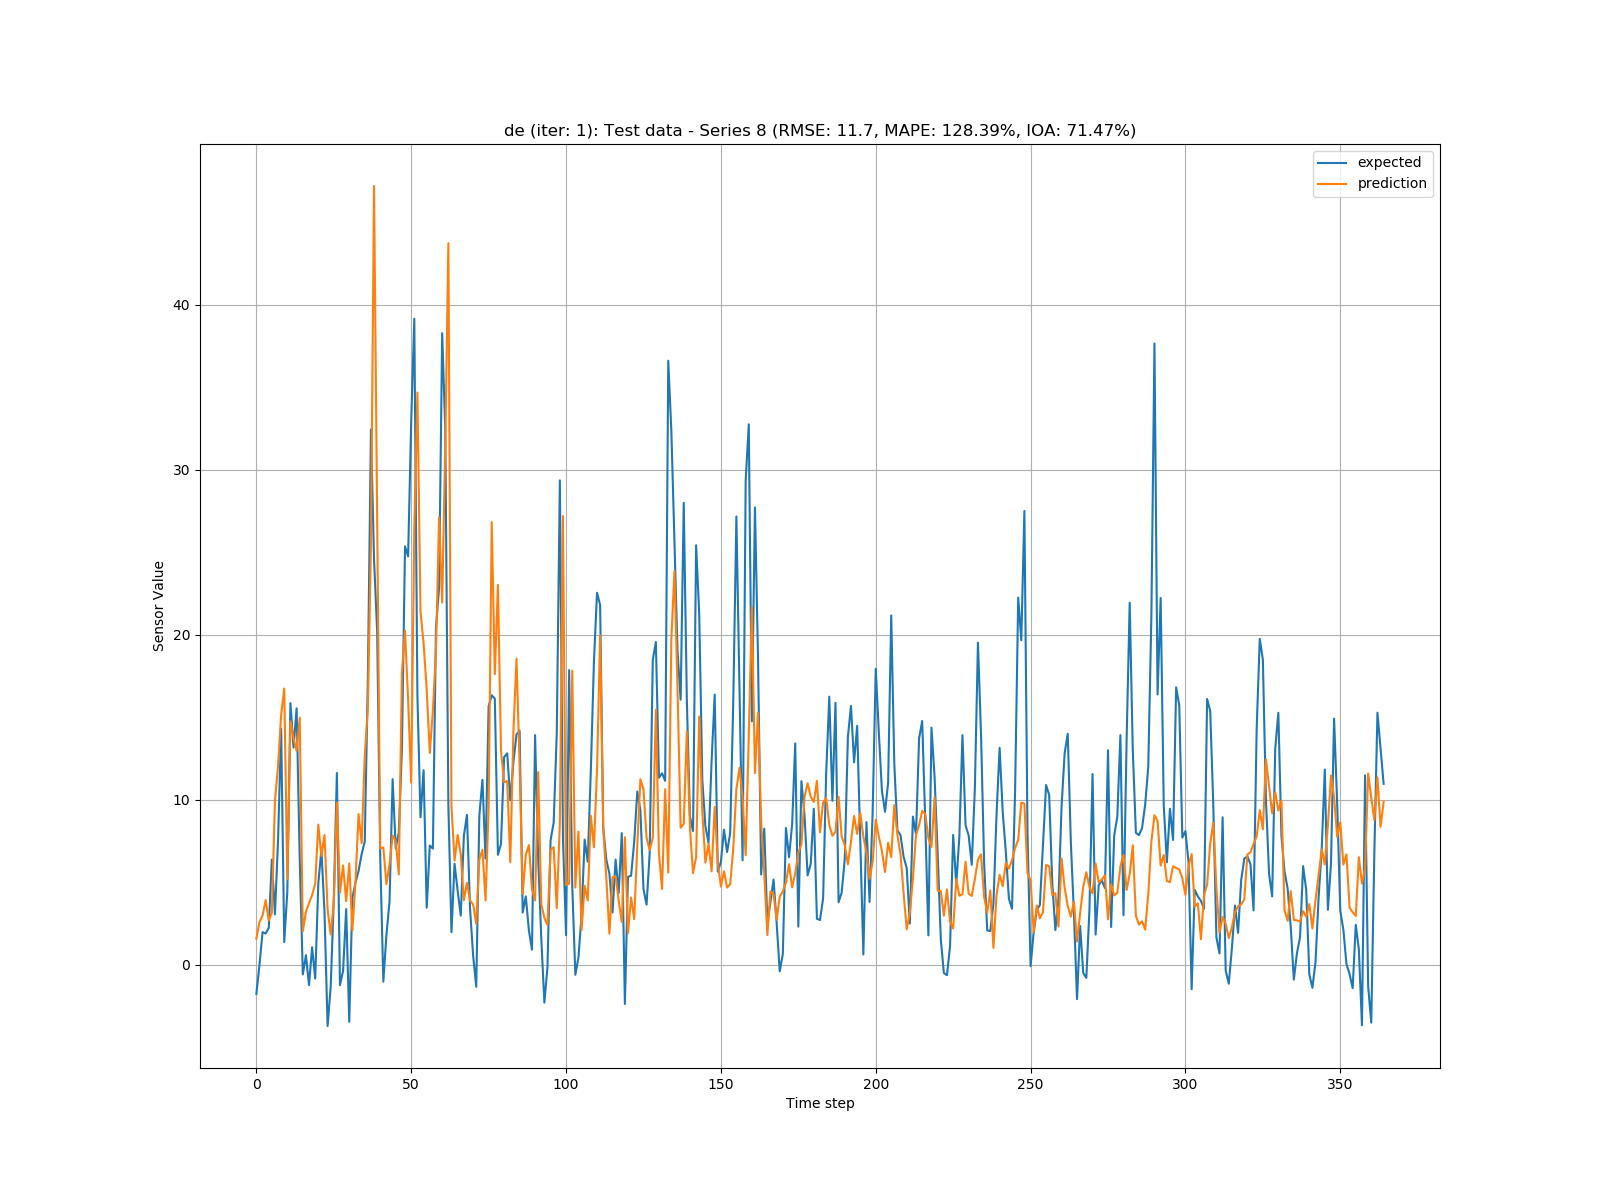 de (iter: 1): Test data - Series 8 (RMSE: 11.7, MAPE: 128.39%, IOA: 71.47%)
expected
prediction
Sensor Value
40
30
20
10
0
0 50 100 150 200 250 300 350
Time step